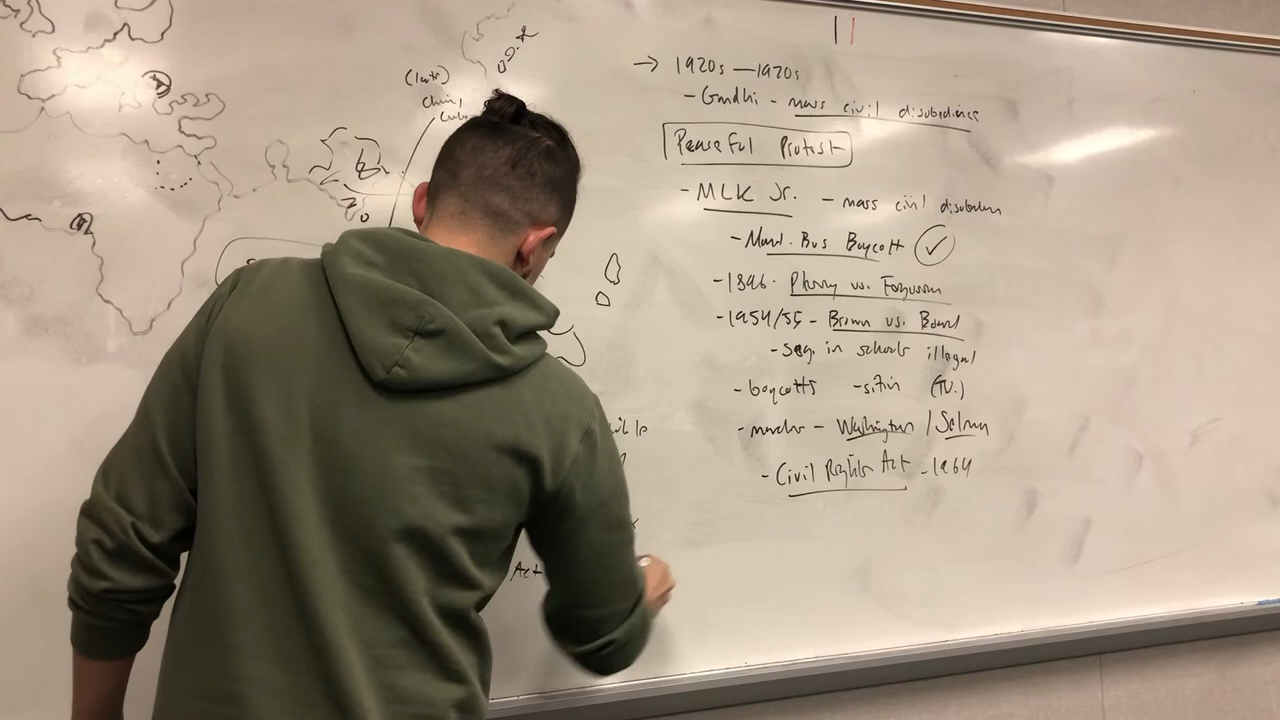 → 1920s — 1920s
- Gandhi - mass civil disobedience
Peaceful Protest
- MLK Jr. - mass civil disobedien
- Mont. Bus Boycott ✓
- 1896. Plessy vs. Ferguson
- 1954/55 - Brown vs. Board
- seg. in schools illegal
- boycotts - sitin (TV.)
- marches - Washington / Selma
- Civil Rights Act - 1964
Act